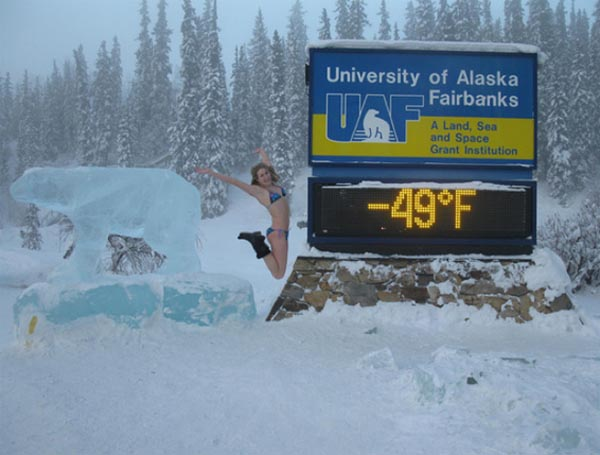 University of Alaska
Fairbanks
UAF
A Land, Sea
and Space
Grant Institution
-49°F